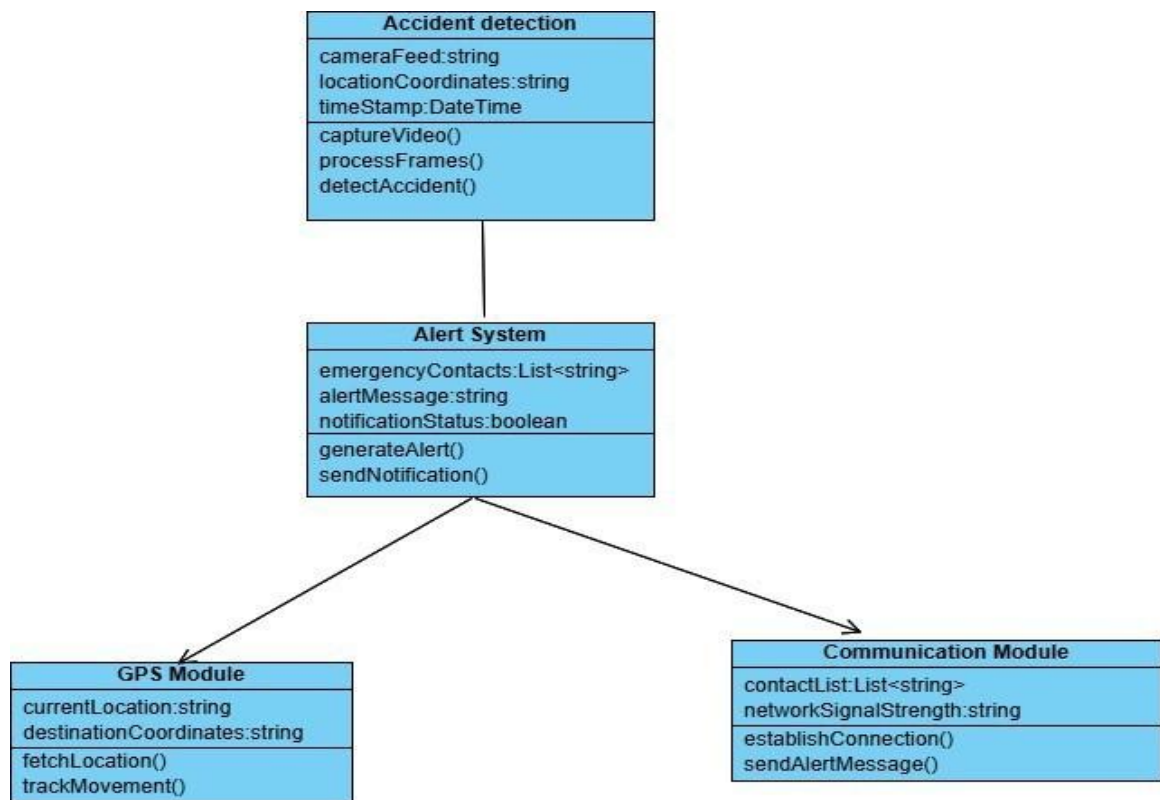 Accident detection
cameraFeed:string
locationCoordinates:string
timeStamp:DateTime
captureVideo()
processFrames()
detectAccident()
Alert System
emergencyContacts:List<string>
alertMessage:string
notificationStatus:boolean
generateAlert()
sendNotification()
GPS Module
currentLocation:string
destinationCoordinates:string
fetchLocation()
trackMovement()
Communication Module
contactList:List<string>
networkSignalStrength:string
establishConnection()
sendAlertMessage()